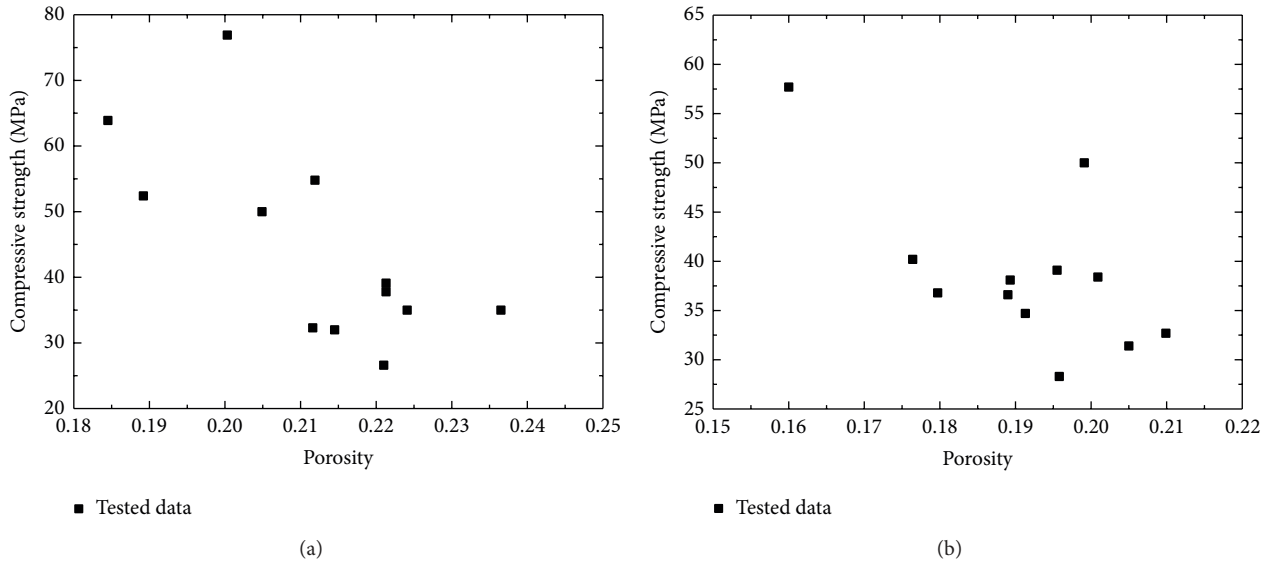 80
70
60
50
40
30
20
Compressive strength (MPa)
0.18 0.19 0.20 0.21 0.22 0.23 0.24 0.25
Porosity
Tested data
(a)
65
60
55
50
45
40
35
30
25
Compressive strength (MPa)
0.15 0.16 0.17 0.18 0.19 0.20 0.21 0.22
Porosity
Tested data
(b)